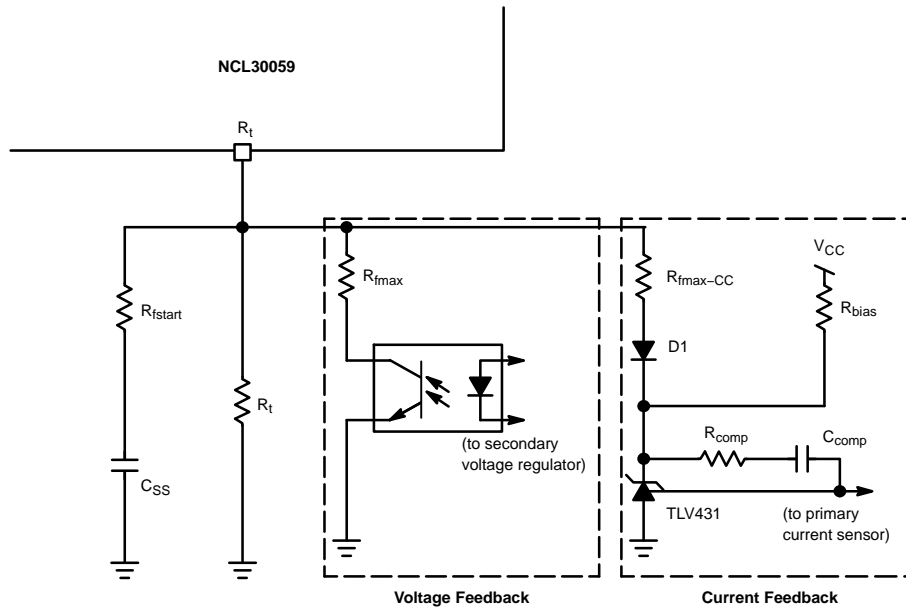 NCL30059
Rt
Rfstart
CSS
Rt
Rfmax
(to secondary
voltage regulator)
Voltage Feedback
Rfmax−CC
D1
VCC
Rbias
Rcomp
Ccomp
TLV431
(to primary
current sensor)
Current Feedback